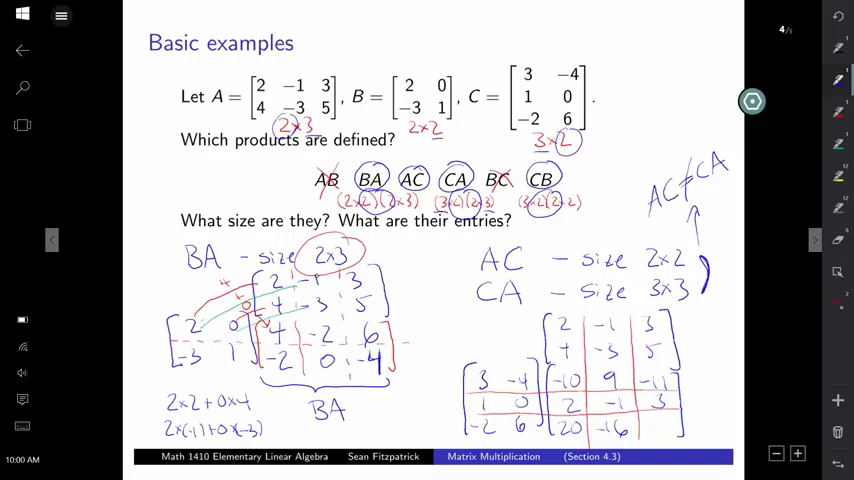 4/5
Basic examples
Let A = [2 −1 3; 4 −3 5], B = [2 0; −3 1], C = [3 −4; 1 0; −2 6].
2×3 2×2 3×2
Which products are defined?
AB BA AC CA BC CB
(2×2)(2×3) (3×2)(2×3) (3×2)(2×2)
AC ≠ CA
What size are they? What are their entries?
BA - size 2×3
AC - size 2×2
CA - size 3×3
2 -1 3
4 -3 5
2 0 4 -2 6
-3 1 -2 0 -4
BA
2×2+0×4
2×(-1)+0×(-3)
2 -1 3
4 -3 5
3 -4 -10 9 -11
1 0 2 -1 3
-2 6 20 -16
10:00 AM
Math 1410 Elementary Linear Algebra Sean Fitzpatrick Matrix Multiplication (Section 4.3)